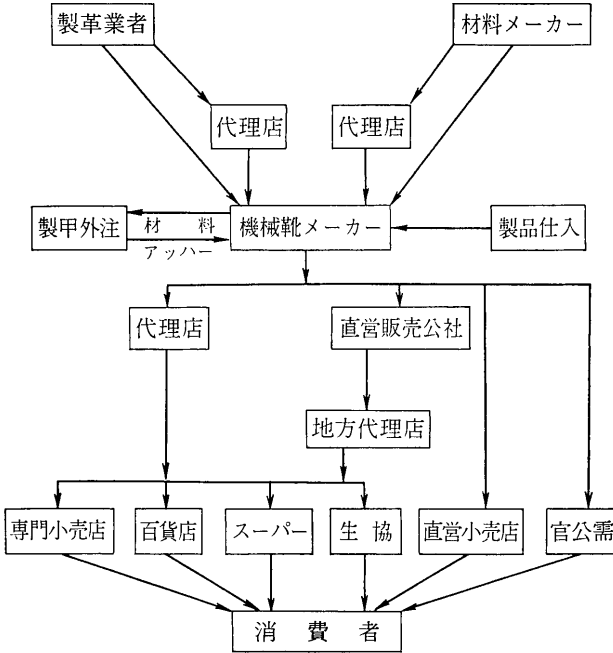 製革業者
材料メーカー
代理店
代理店
製甲外注
材 料
アッハー
機械靴メーカー
製品仕入
代理店
直営販売公社
地方代理店
専門小売店
百貨店
スーパー
生 協
直営小売店
官公需
消 費 者